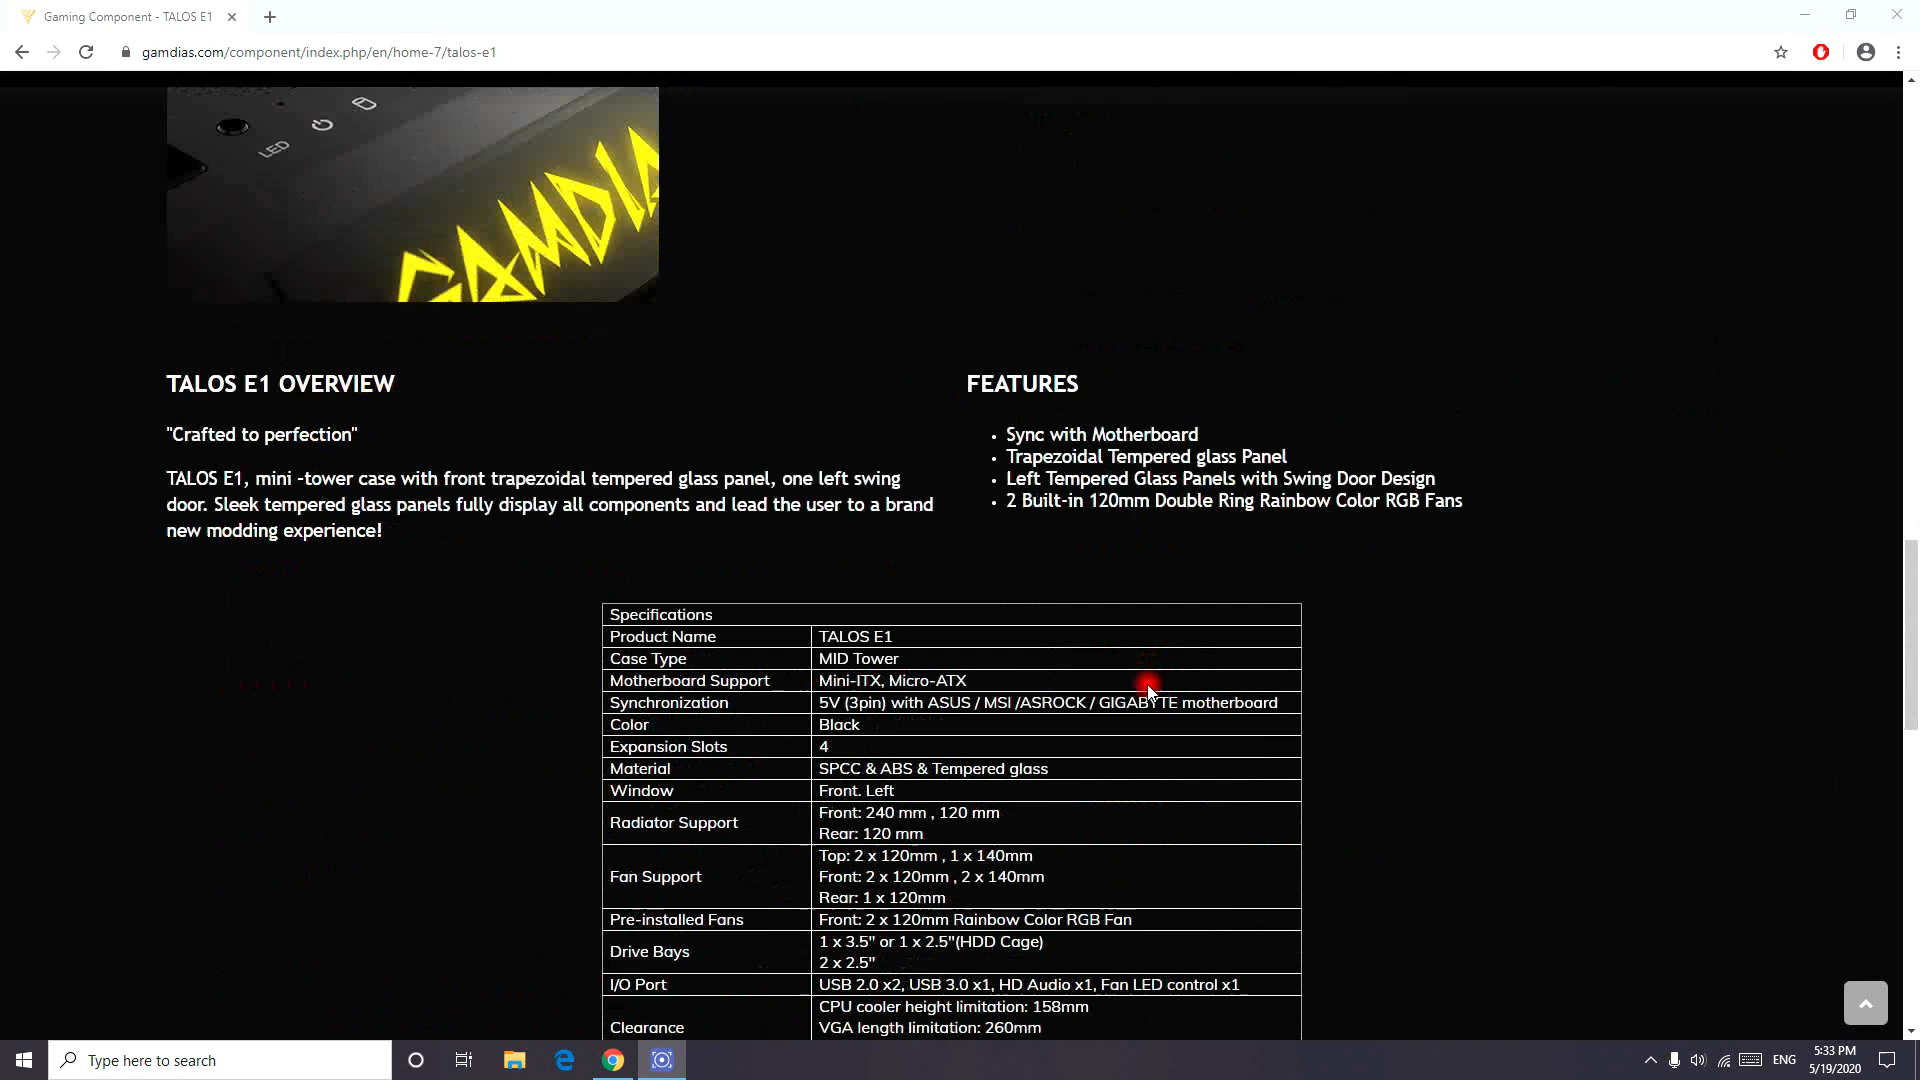 Gaming Component - TALOS E1
gamdias.com/component/index.php/en/home-7/talos-e1
LED
GAMDIA
TALOS E1 OVERVIEW
"Crafted to perfection"
TALOS E1, mini -tower case with front trapezoidal tempered glass panel, one left swing
door. Sleek tempered glass panels fully display all components and lead the user to a brand
new modding experience!
FEATURES
• Sync with Motherboard
• Trapezoidal Tempered glass Panel
• Left Tempered Glass Panels with Swing Door Design
• 2 Built-in 120mm Double Ring Rainbow Color RGB Fans
Specifications
Product Name TALOS E1
Case Type MID Tower
Motherboard Support Mini-ITX, Micro-ATX
Synchronization 5V (3pin) with ASUS / MSI /ASROCK / GIGABYTE motherboard
Color Black
Expansion Slots 4
Material SPCC & ABS & Tempered glass
Window Front. Left
Radiator Support Front: 240 mm , 120 mm
Rear: 120 mm
Fan Support Top: 2 x 120mm , 1 x 140mm
Front: 2 x 120mm , 2 x 140mm
Rear: 1 x 120mm
Pre-installed Fans Front: 2 x 120mm Rainbow Color RGB Fan
Drive Bays 1 x 3.5" or 1 x 2.5"(HDD Cage)
2 x 2.5"
I/O Port USB 2.0 x2, USB 3.0 x1, HD Audio x1, Fan LED control x1
Clearance CPU cooler height limitation: 158mm
VGA length limitation: 260mm
Type here to search
ENG
5:33 PM
5/19/2020